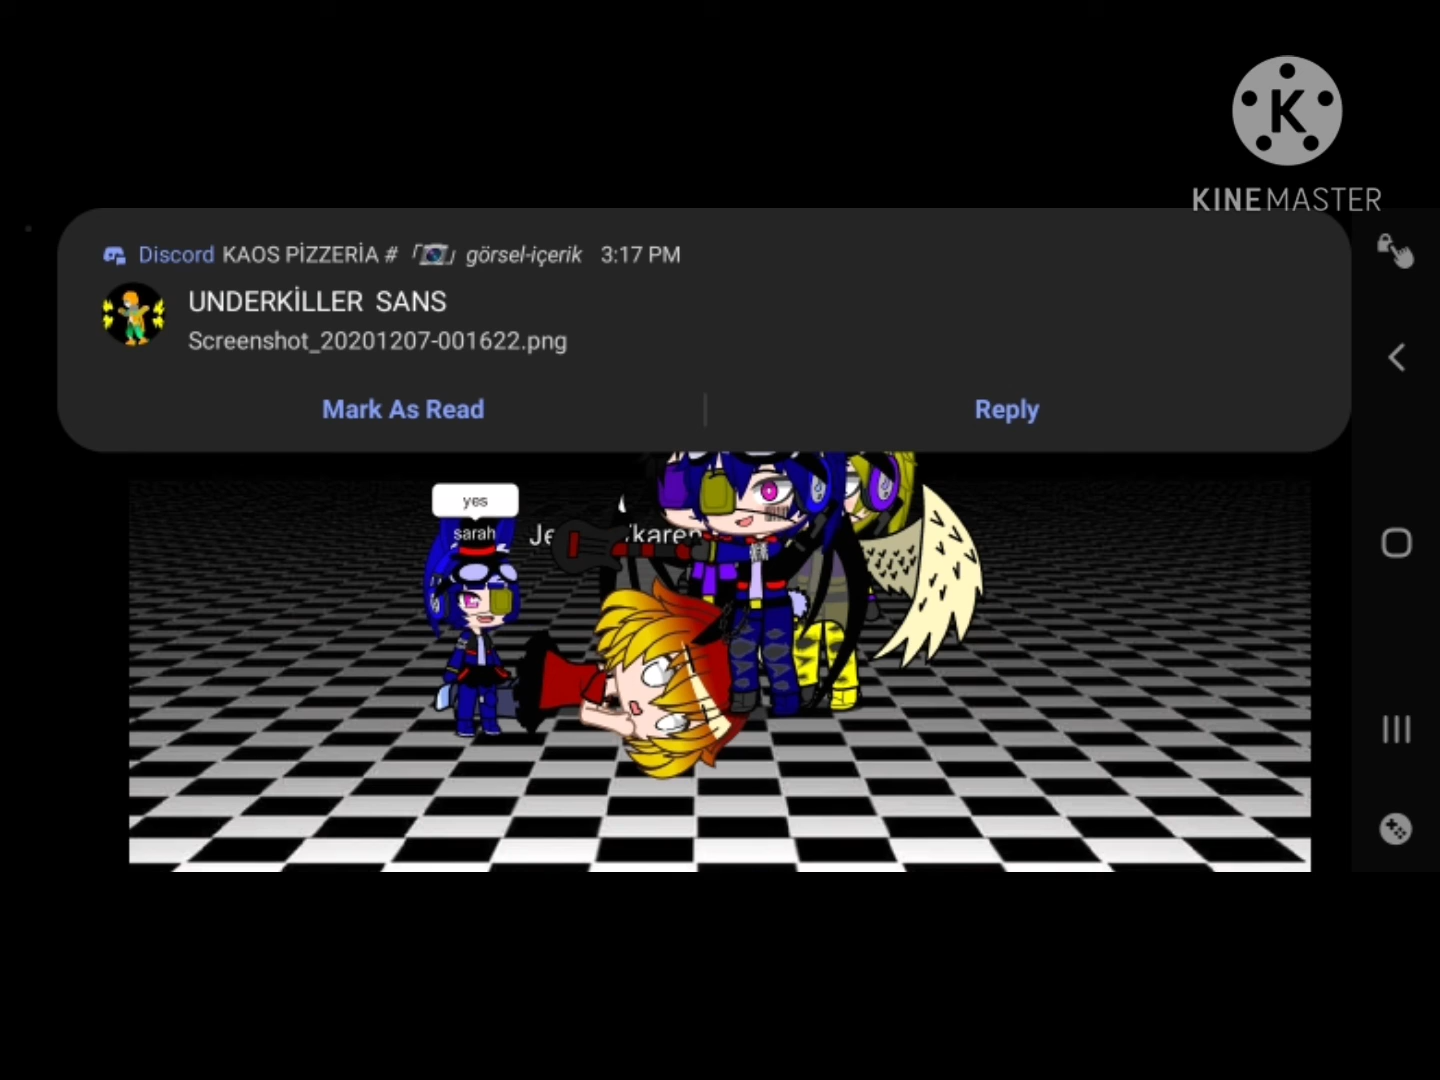 KINEMASTER
Discord KAOS PİZZERİA # 「📷」 görsel-içerik 3:17 PM
UNDERKİLLER SANS
Screenshot_20201207-001622.png
Mark As Read
Reply
yes
sarah